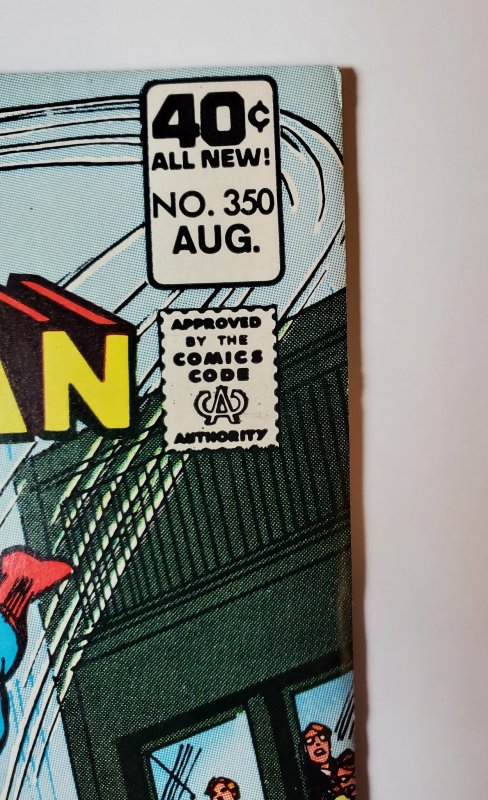 40¢
ALL NEW!
NO. 350
AUG.
APPROVED
BY THE
COMICS
CODE
CA
AUTHORITY
AN